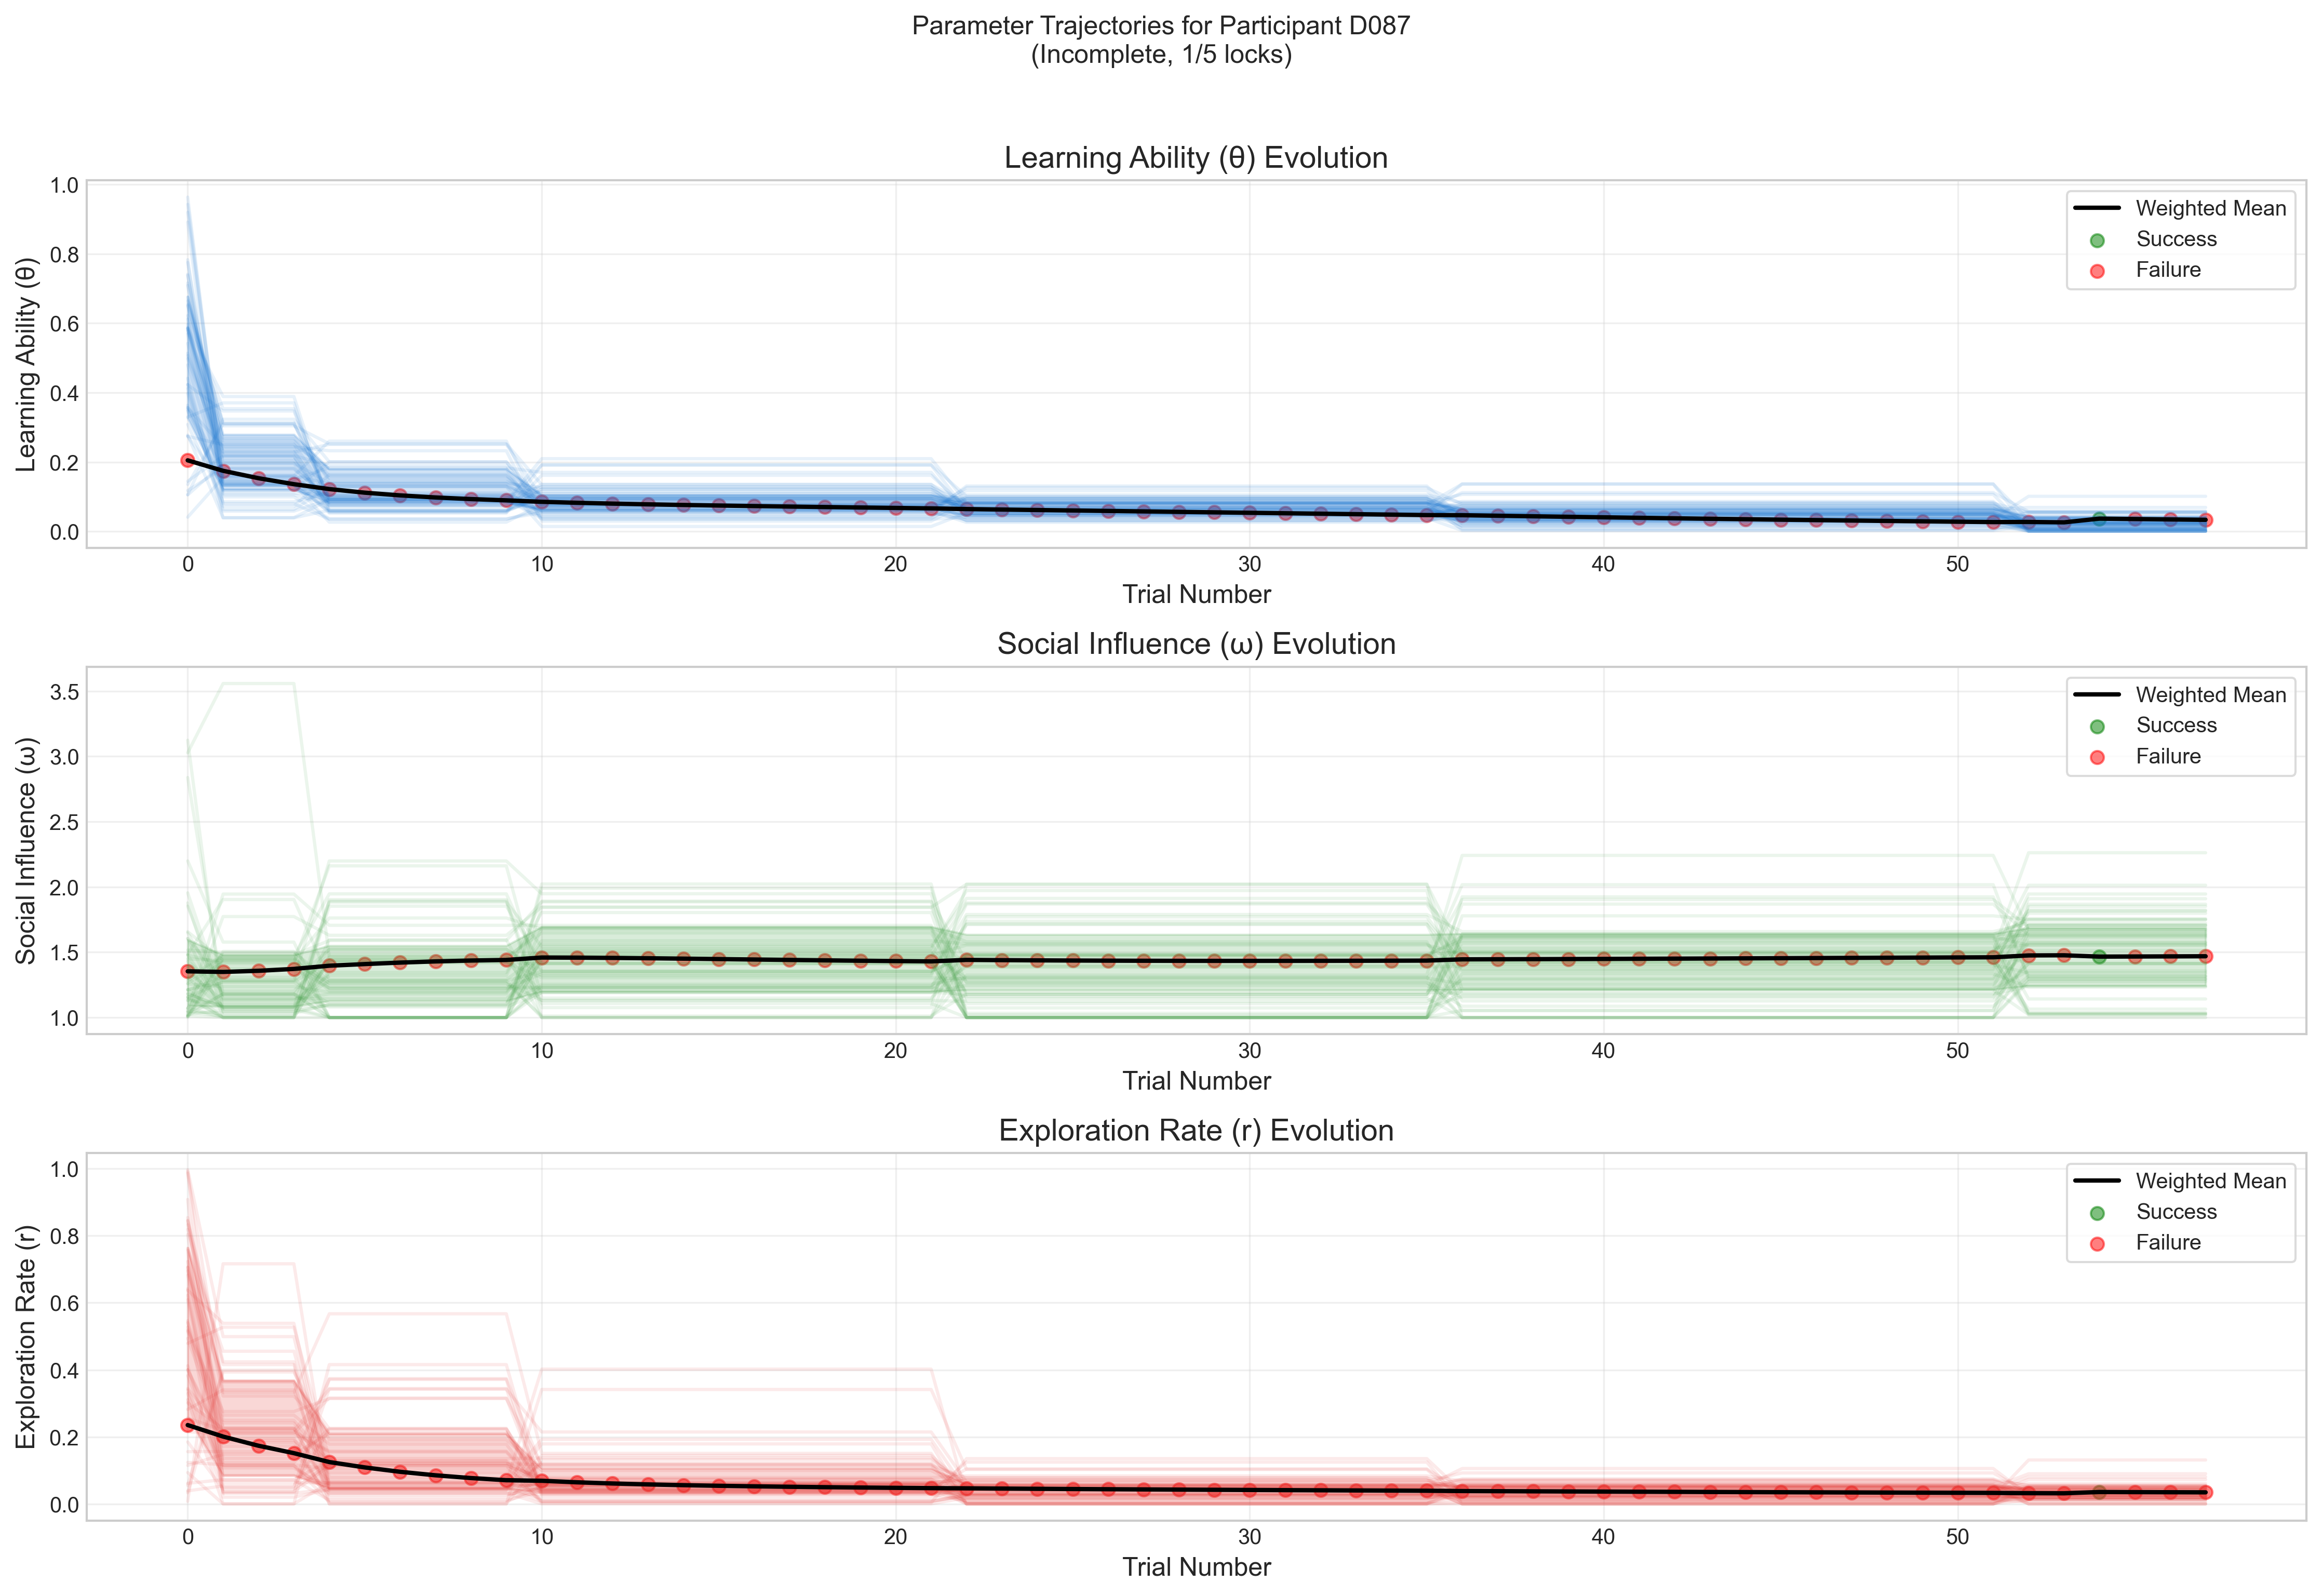 Parameter Trajectories for Participant D087
(Incomplete, 1/5 locks)
Learning Ability (θ) Evolution
Learning Ability (θ)
1.0
0.8
0.6
0.4
0.2
0.0
Weighted Mean
Success
Failure
0 10 20 30 40 50
Trial Number
Social Influence (ω) Evolution
Social Influence (ω)
3.5
3.0
2.5
2.0
1.5
1.0
Weighted Mean
Success
Failure
0 10 20 30 40 50
Trial Number
Exploration Rate (r) Evolution
Exploration Rate (r)
1.0
0.8
0.6
0.4
0.2
0.0
Weighted Mean
Success
Failure
0 10 20 30 40 50
Trial Number